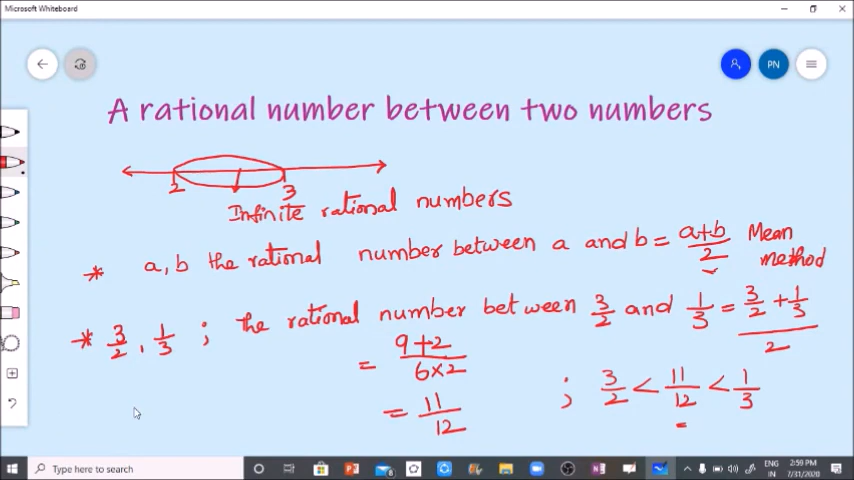 Microsoft Whiteboard
PN
A rational number between two numbers
2 3
Infinite rational numbers
* a, b the rational number between a and b = a+b/2 Mean method
* 3/2, 1/3 ; the rational number between 3/2 and 1/3 = 3/2 + 1/3 / 2
= 9+2 / 6×2
= 11/12 ; 3/2 < 11/12 < 1/3
Type here to search
ENG
IN
2:59 PM
7/31/2020